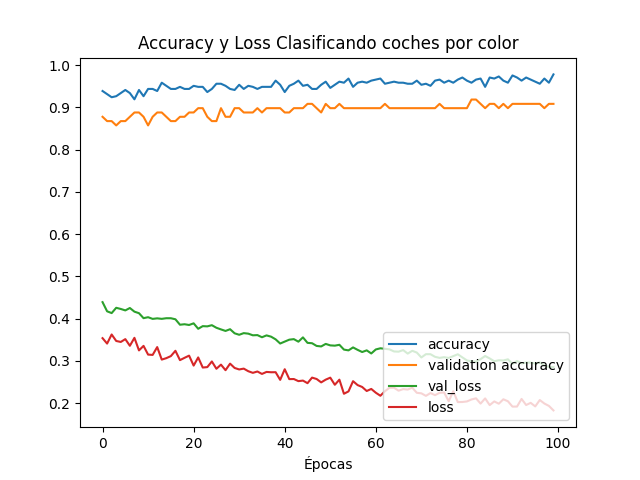 Accuracy y Loss Clasificando coches por color
1.0
0.9
0.8
0.7
0.6
0.5
0.4
0.3
0.2
accuracy
validation accuracy
val_loss
loss
0 20 40 60 80 100
Épocas